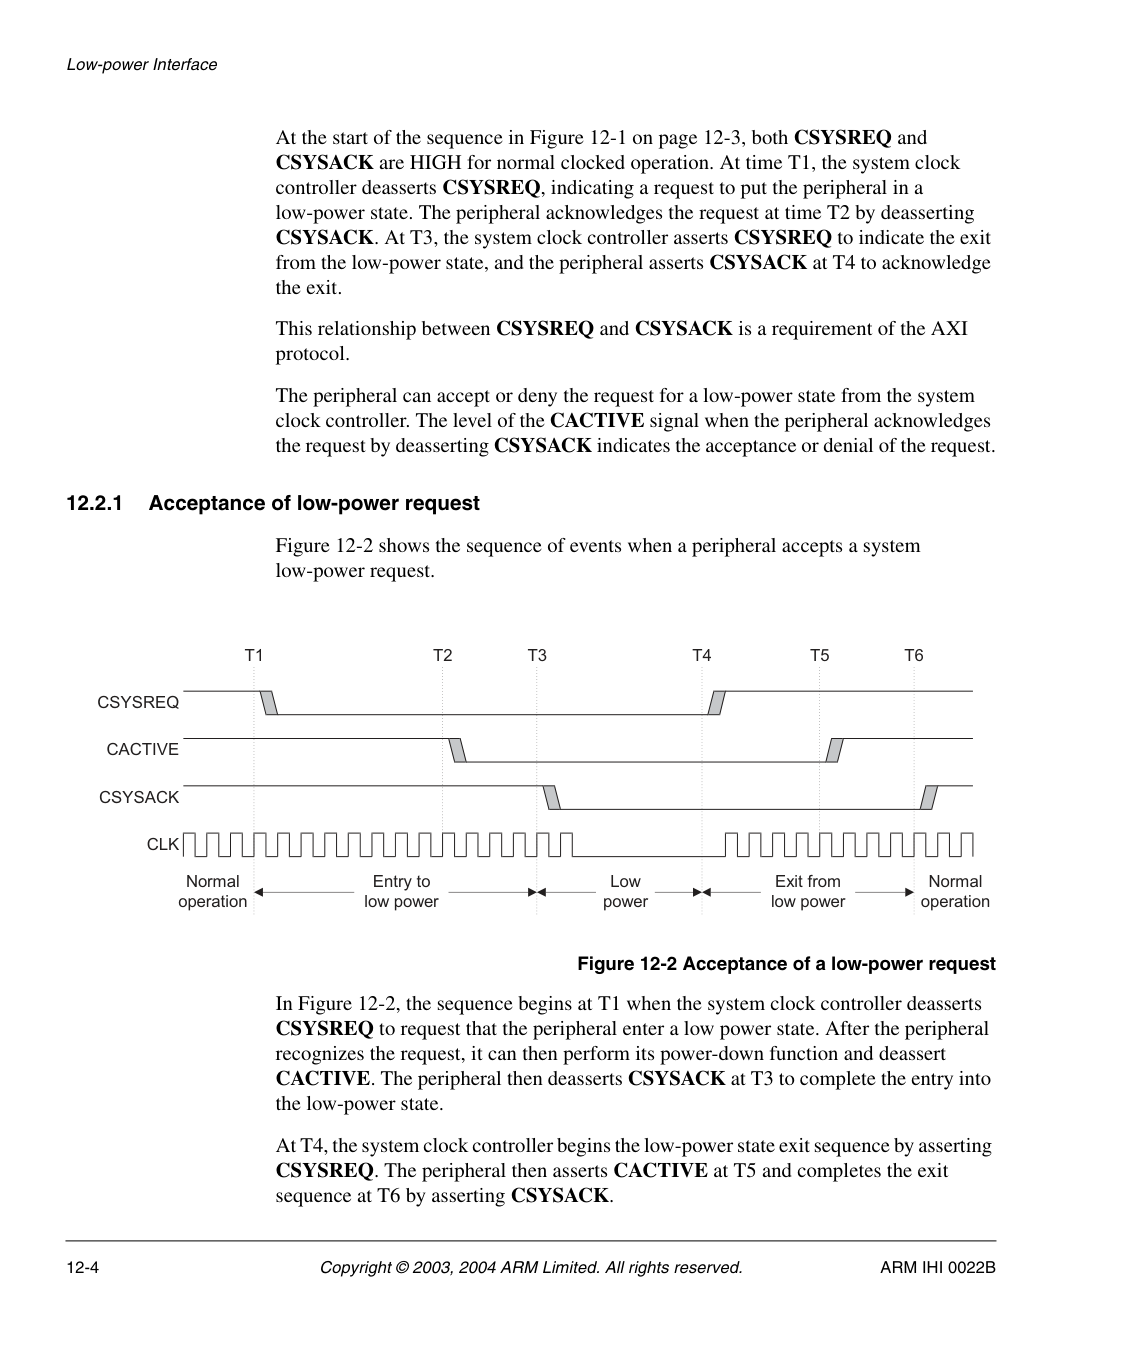 Low-power Interface
At the start of the sequence in Figure 12-1 on page 12-3, both CSYSREQ and
CSYSACK are HIGH for normal clocked operation. At time T1, the system clock
controller deasserts CSYSREQ, indicating a request to put the peripheral in a
low-power state. The peripheral acknowledges the request at time T2 by deasserting
CSYSACK. At T3, the system clock controller asserts CSYSREQ to indicate the exit
from the low-power state, and the peripheral asserts CSYSACK at T4 to acknowledge
the exit.
This relationship between CSYSREQ and CSYSACK is a requirement of the AXI
protocol.
The peripheral can accept or deny the request for a low-power state from the system
clock controller. The level of the CACTIVE signal when the peripheral acknowledges
the request by deasserting CSYSACK indicates the acceptance or denial of the request.
12.2.1 Acceptance of low-power request
Figure 12-2 shows the sequence of events when a peripheral accepts a system
low-power request.
T1 T2 T3 T4 T5 T6
CSYSREQ
CACTIVE
CSYSACK
CLK
Normal Entry to Low Exit from Normal
operation low power power low power operation
Figure 12-2 Acceptance of a low-power request
In Figure 12-2, the sequence begins at T1 when the system clock controller deasserts
CSYSREQ to request that the peripheral enter a low power state. After the peripheral
recognizes the request, it can then perform its power-down function and deassert
CACTIVE. The peripheral then deasserts CSYSACK at T3 to complete the entry into
the low-power state.
At T4, the system clock controller begins the low-power state exit sequence by asserting
CSYSREQ. The peripheral then asserts CACTIVE at T5 and completes the exit
sequence at T6 by asserting CSYSACK.
12-4 Copyright © 2003, 2004 ARM Limited. All rights reserved. ARM IHI 0022B